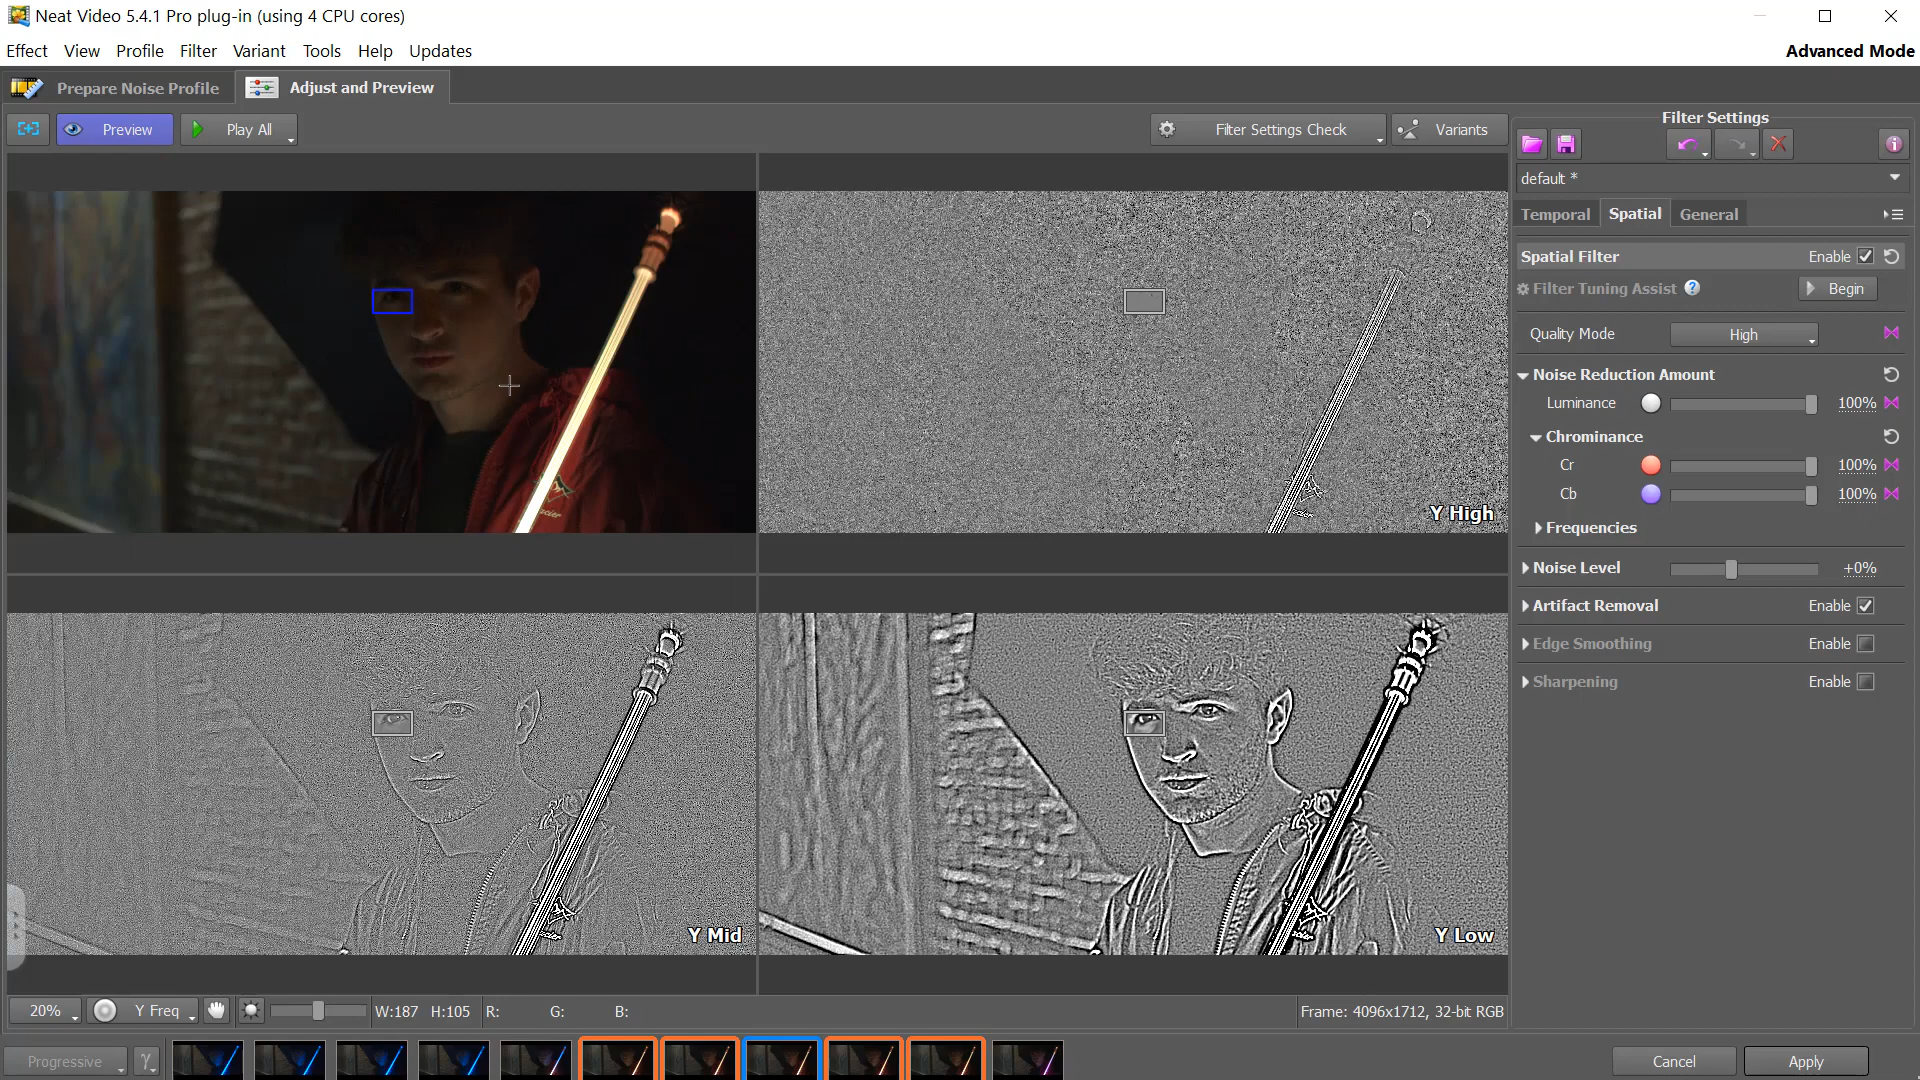 Neat Video 5.4.1 Pro plug-in (using 4 CPU cores)
Effect View Profile Filter Variant Tools Help Updates
Advanced Mode
Prepare Noise Profile
Adjust and Preview
Preview
Play All
Filter Settings Check
Variants
Filter Settings
default *
Temporal Spatial General
Spatial Filter Enable
Filter Tuning Assist ? Begin
Quality Mode High
Noise Reduction Amount
Luminance 100%
Chrominance
Cr 100%
Cb 100%
Frequencies
Noise Level +0%
Artifact Removal Enable
Edge Smoothing Enable
Sharpening Enable
Y High
Y Mid
Y Low
20% Y Freq W:187 H:105 R: G: B:
Frame: 4096x1712, 32-bit RGB
Progressive γ
Cancel Apply